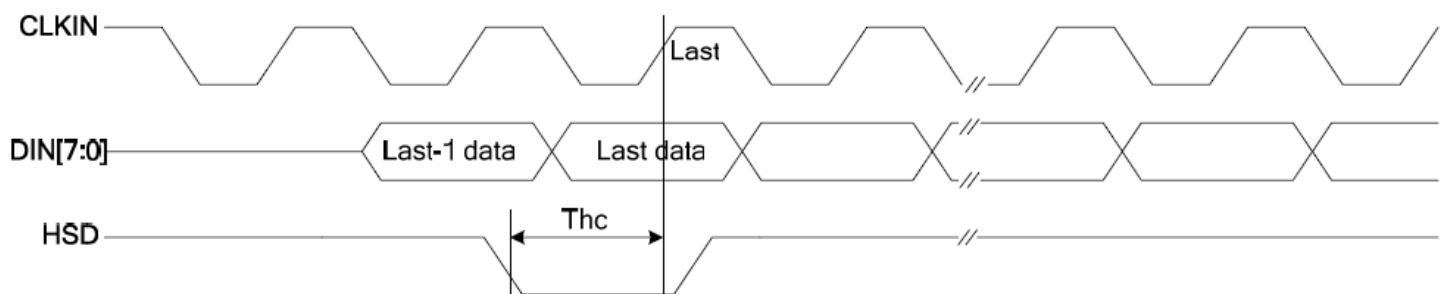 CLKIN
Last
DIN[7:0]
Last-1 data
Last data
Thc
HSD